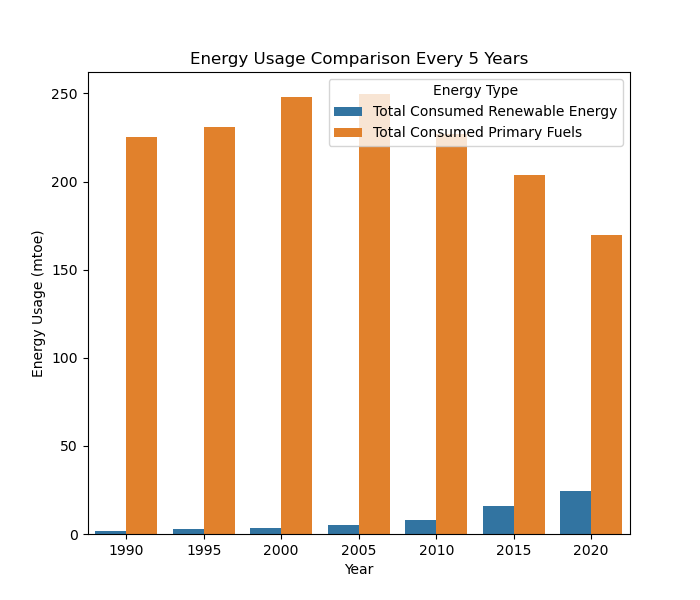 Energy Usage Comparison Every 5 Years
Energy Type
Total Consumed Renewable Energy
Total Consumed Primary Fuels
Energy Usage (mtoe)
250
200
150
100
50
0
1990 1995 2000 2005 2010 2015 2020
Year